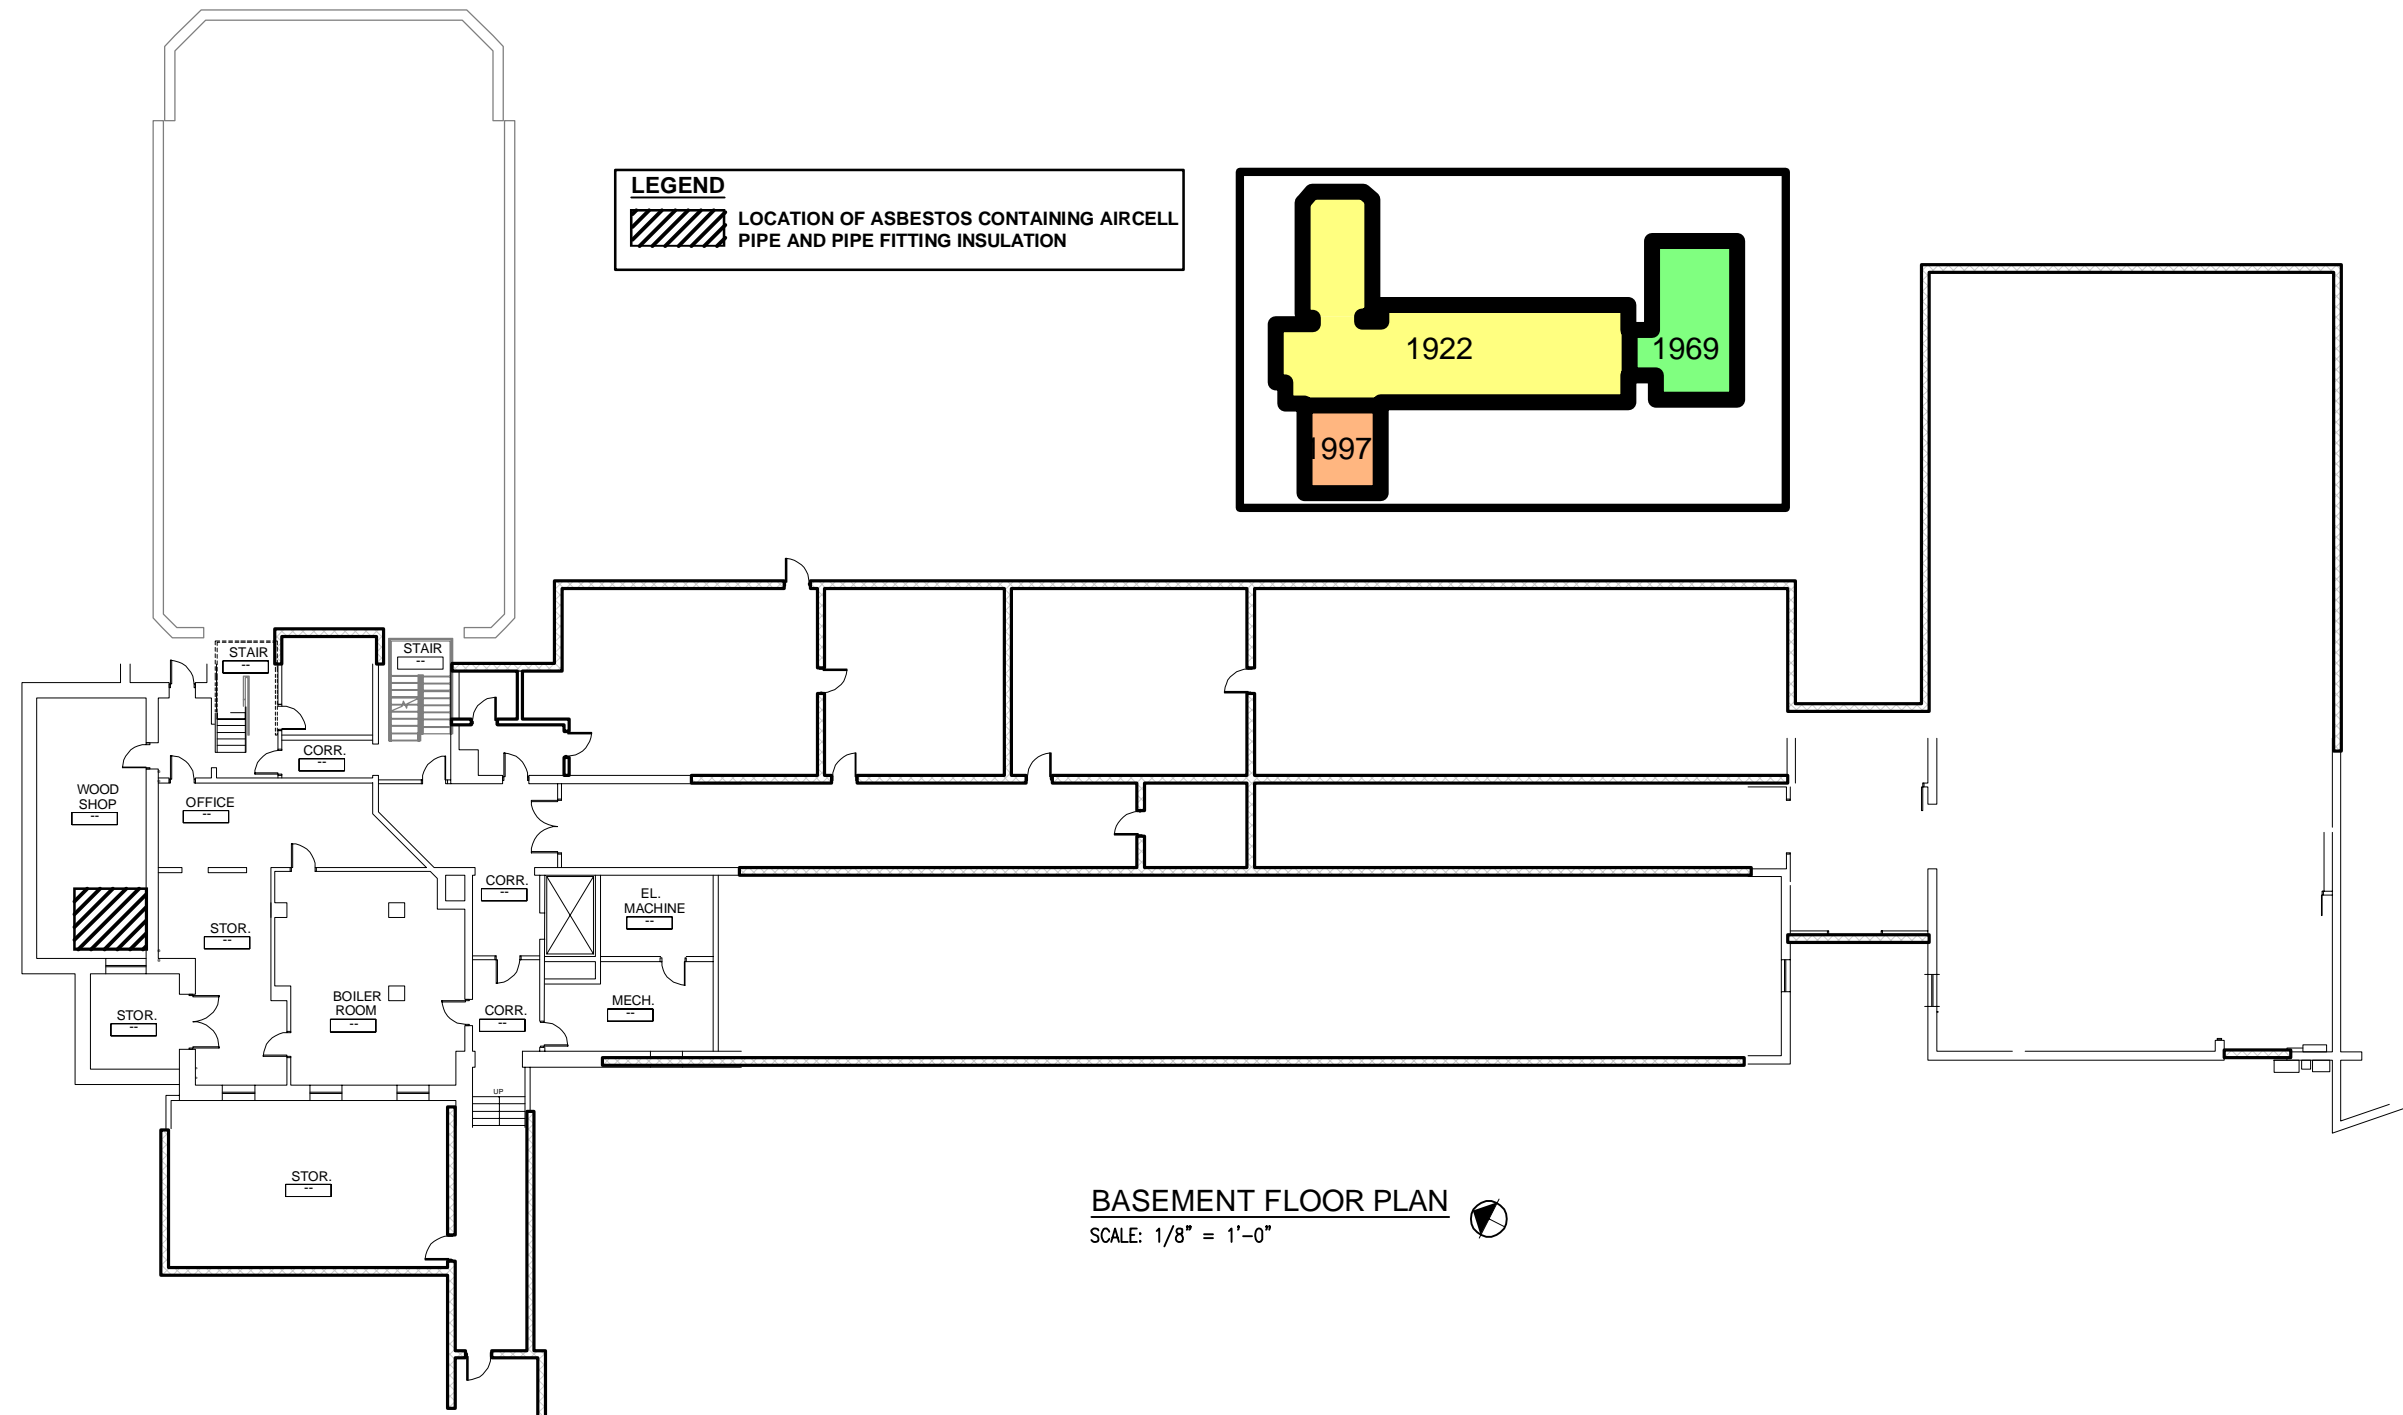 LEGEND
LOCATION OF ASBESTOS CONTAINING AIRCELL
PIPE AND PIPE FITTING INSULATION
1922
1969
1997
STAIR
--
STAIR
--
CORR.
--
WOOD
SHOP
--
OFFICE
--
CORR.
--
EL.
MACHINE
--
STOR.
--
BOILER
ROOM
--
CORR.
--
MECH.
--
STOR.
--
UP
STOR.
--
BASEMENT FLOOR PLAN
SCALE: 1/8" = 1'-0"